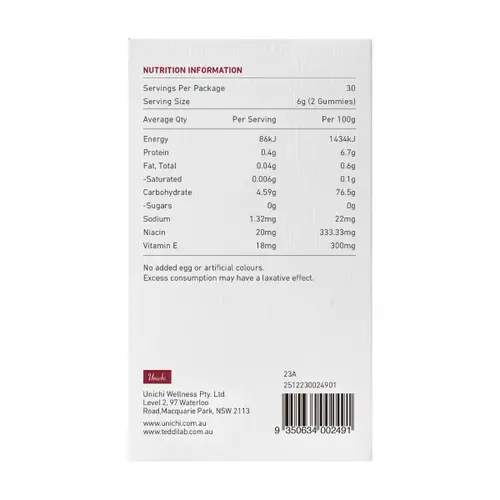 NUTRITION INFORMATION
Servings Per Package 30
Serving Size 6g (2 Gummies)
Average Qty Per Serving Per 100g
Energy 86kJ 1434kJ
Protein 0.4g 6.7g
Fat, Total 0.04g 0.6g
-Saturated 0.006g 0.1g
Carbohydrate 4.59g 76.5g
-Sugars 0g 0g
Sodium 1.32mg 22mg
Niacin 20mg 333.33mg
Vitamin E 18mg 300mg
No added egg or artificial colours.
Excess consumption may have a laxative effect.
Unichi
Unichi Wellness Pty. Ltd
Level 2, 97 Waterloo
Road,Macquarie Park, NSW 2113
www.unichi.com.au
www.teddilab.com.au
23A
2512230024901
9 350634 002491